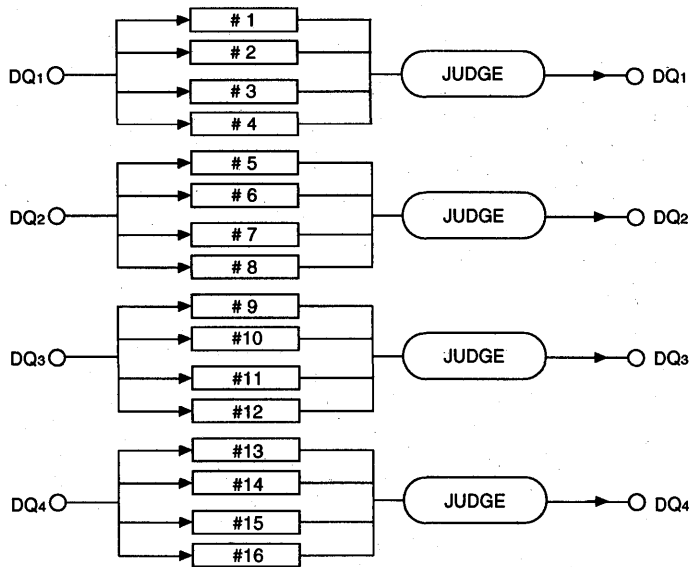 # 1
# 2
DQ1
JUDGE
DQ1
# 3
# 4
# 5
# 6
DQ2
JUDGE
DQ2
# 7
# 8
# 9
#10
DQ3
JUDGE
DQ3
#11
#12
#13
#14
DQ4
JUDGE
DQ4
#15
#16